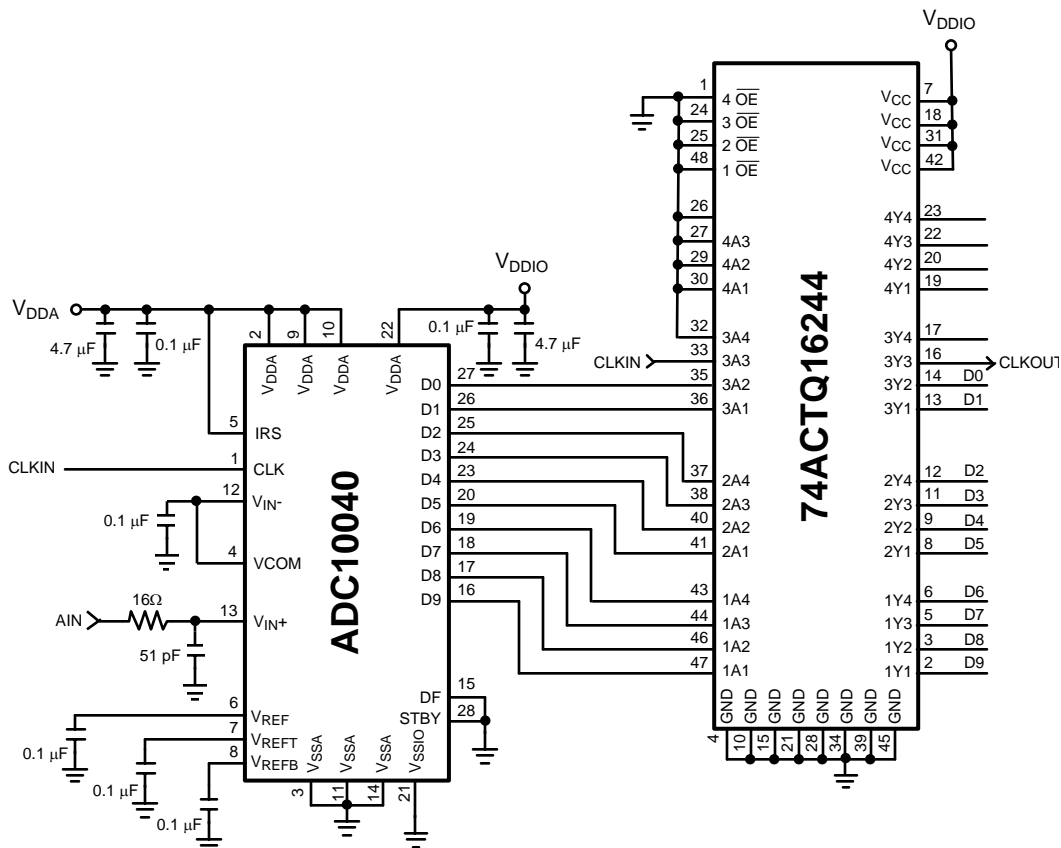 VDDIO
1 4 OE VCC 7
24 3 OE VCC 18
25 2 OE VCC 31
48 1 OE VCC 42
26 4Y4 23
27 4A3 4Y3 22
29 4A2 4Y2 20
30 4A1 4Y1 19
32 3A4 3Y4 17
CLKIN 33 3A3 3Y3 16 CLKOUT
35 3A2 3Y2 14 D0
36 3A1 3Y1 13 D1
37 2A4 2Y4 12 D2
38 2A3 2Y3 11 D3
40 2A2 2Y2 9 D4
41 2A1 2Y1 8 D5
43 1A4 1Y4 6 D6
44 1A3 1Y3 5 D7
46 1A2 1Y2 3 D8
47 1A1 1Y1 2 D9
74ACTQ16244
GND GND GND GND GND GND GND GND
4 10 15 21 28 34 39 45
VDDA
VDDIO
4.7 μF 0.1 μF
0.1 μF 4.7 μF
2 9 10 22
VDDA VDDA VDDA VDDA
5 IRS
CLKIN 1 CLK
12 VIN-
0.1 μF
4 VCOM
AIN 16Ω 13 VIN+
51 pF
6 VREF
0.1 μF
7 VREFT
0.1 μF
8 VREFB
0.1 μF
ADC10040
D0 27
D1 26
D2 25
D3 24
D4 23
D5 20
D6 19
D7 18
D8 17
D9 16
DF 15
STBY 28
VSSA VSSA VSSA VSSIO
3 11 14 21